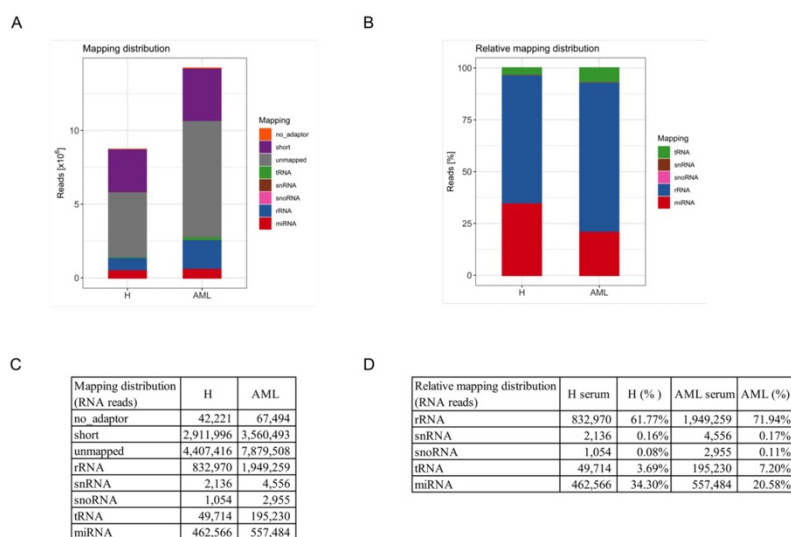 A
B
Mapping distribution
Reads [x10⁶]
10
5
0
H
AML
Mapping
no_adaptor
short
unmapped
tRNA
snRNA
snoRNA
rRNA
miRNA
Relative mapping distribution
Reads [%]
100
75
50
25
0
H
AML
Mapping
tRNA
snRNA
snoRNA
rRNA
miRNA
C
D
Mapping distribution
(RNA reads) H AML
no_adaptor 42,221 67,494
short 2,911,996 3,560,493
unmapped 4,407,416 7,879,508
rRNA 832,970 1,949,259
snRNA 2,136 4,556
snoRNA 1,054 2,955
tRNA 49,714 195,230
miRNA 462,566 557,484
Relative mapping distribution
(RNA reads) H serum H (% ) AML serum AML (%)
rRNA 832,970 61.77% 1,949,259 71.94%
snRNA 2,136 0.16% 4,556 0.17%
snoRNA 1,054 0.08% 2,955 0.11%
tRNA 49,714 3.69% 195,230 7.20%
miRNA 462,566 34.30% 557,484 20.58%